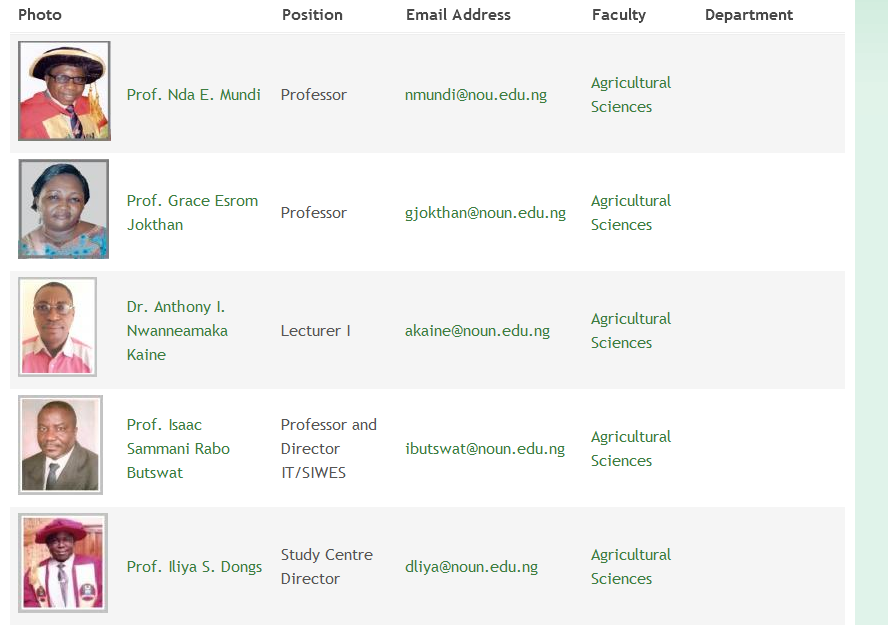 Photo Position Email Address Faculty Department
Prof. Nda E. Mundi Professor nmundi@nou.edu.ng Agricultural
Sciences
Prof. Grace Esrom
Jokthan Professor gjokthan@noun.edu.ng Agricultural
Sciences
Dr. Anthony I.
Nwanneamaka
Kaine Lecturer I akaine@noun.edu.ng Agricultural
Sciences
Prof. Isaac
Sammani Rabo
Butswat Professor and
Director
IT/SIWES ibutswat@noun.edu.ng Agricultural
Sciences
Prof. Iliya S. Dongs Study Centre
Director dliya@noun.edu.ng Agricultural
Sciences